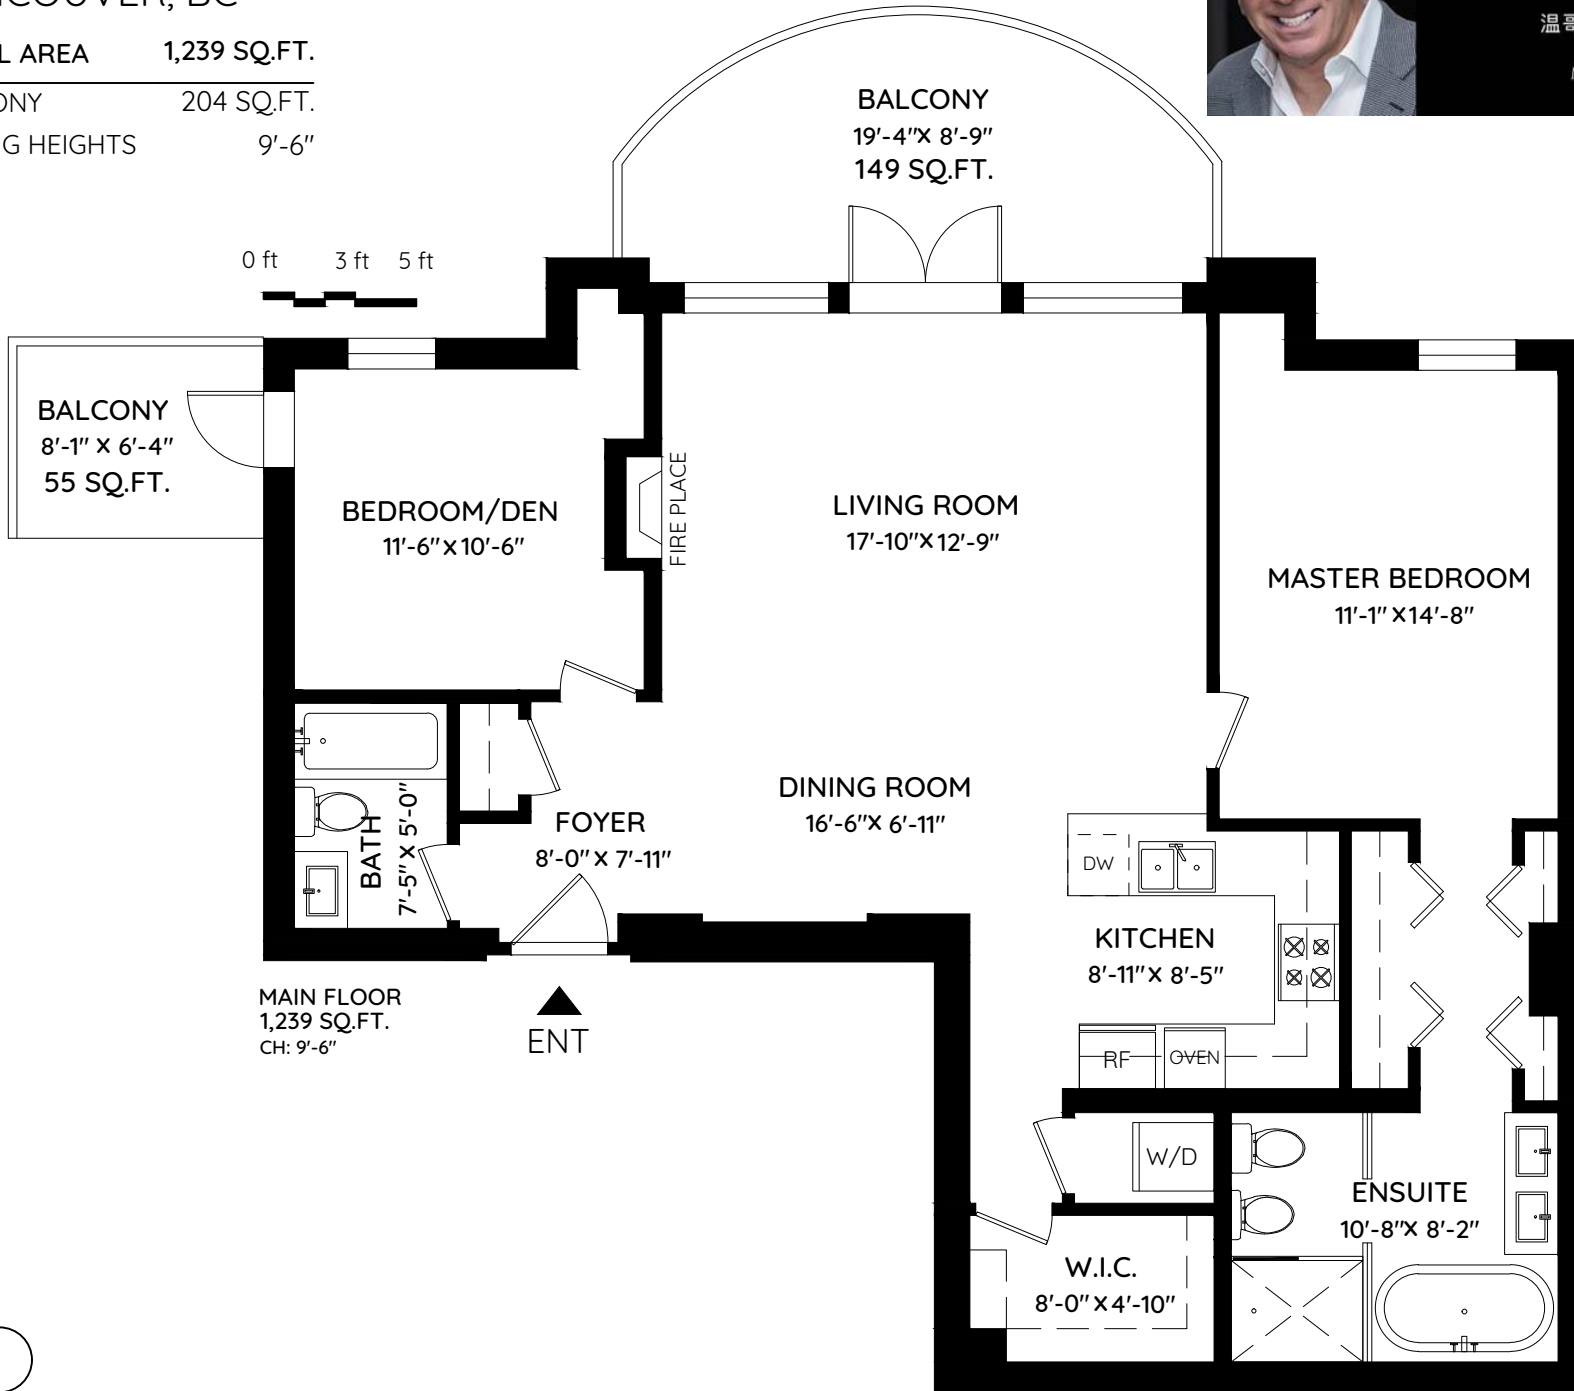 1,239 SQ.FT.
AREA
204 SQ.FT.
HEIGHTS
9'-6"
0 ft 3 ft 5 ft
BALCONY
19'-4"X 8'-9"
149 SQ.FT.
BALCONY
8'-1" X 6'-4"
55 SQ.FT.
BEDROOM/DEN
11'-6"X10'-6"
FIRE PLACE
LIVING ROOM
17'-10"X12'-9"
MASTER BEDROOM
11'-1"X14'-8"
BATH
7'-5"X 5'-0"
FOYER
8'-0"X 7'-11"
DINING ROOM
16'-6"X 6'-11"
DW
KITCHEN
8'-11"X 8'-5"
RF
OVEN
MAIN FLOOR
1,239 SQ.FT.
CH: 9'-6"
ENT
W/D
ENSUITE
10'-8"X 8'-2"
W.I.C.
8'-0"X4'-10"